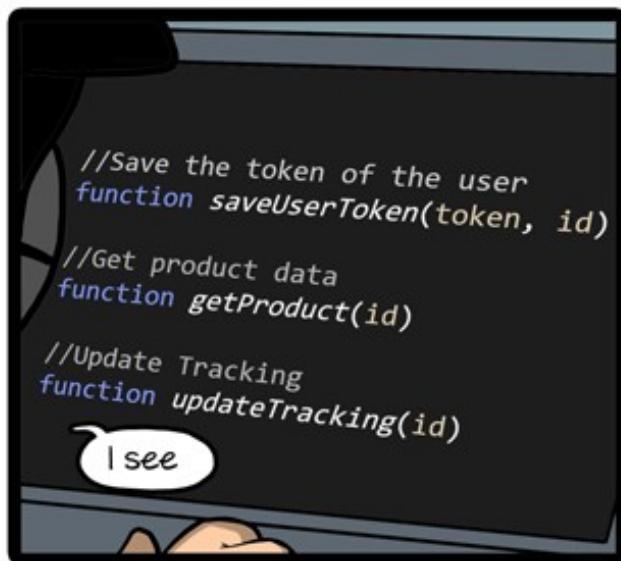 //Save the token of the user
function saveUserToken(token, id)
//Get product data
function getProduct(id)
//Update Tracking
function updateTracking(id)
I see